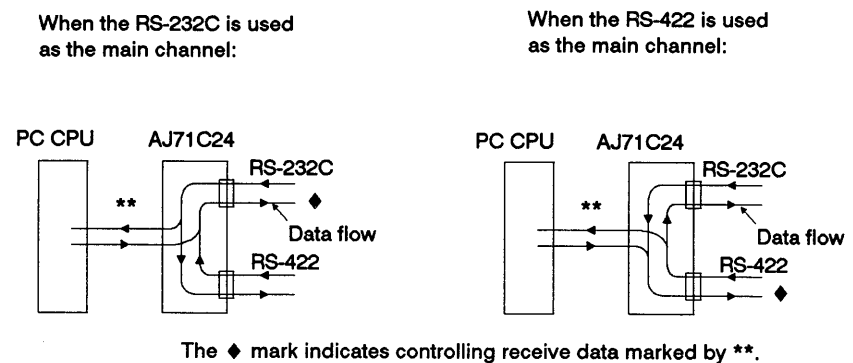 When the RS-232C is used
as the main channel:
When the RS-422 is used
as the main channel:
PC CPU
AJ71C24
RS-232C
**
♦
Data flow
RS-422
PC CPU
AJ71C24
RS-232C
**
Data flow
RS-422
♦
The ♦ mark indicates controlling receive data marked by **.